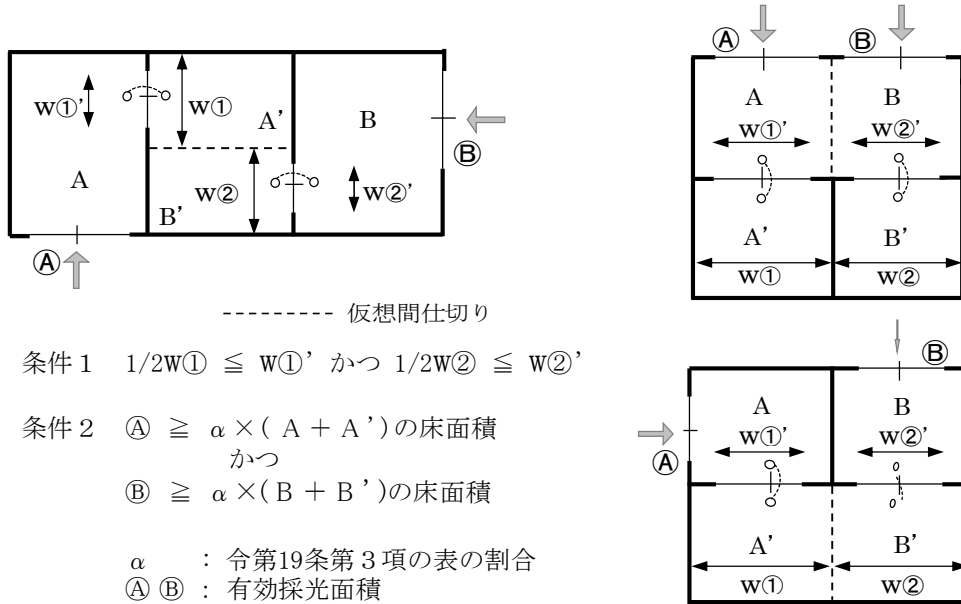 w①’
w①
A’
B
Ⓑ
A
w②
w②’
B’
Ⓐ
仮想間仕切り
条件１ 1/2W① ≦ W①’ かつ 1/2W② ≦ W②’
条件２ Ⓐ ≧ α×( A + A’)の床面積
かつ
Ⓑ ≧ α×( B + B’)の床面積
α : 令第19条第３項の表の割合
Ⓐ Ⓑ : 有効採光面積
Ⓐ Ⓑ
A B
w①’ w②’
A’ B’
w① w②
Ⓑ
A B
w①’ w②’
Ⓐ
A’ B’
w① w②